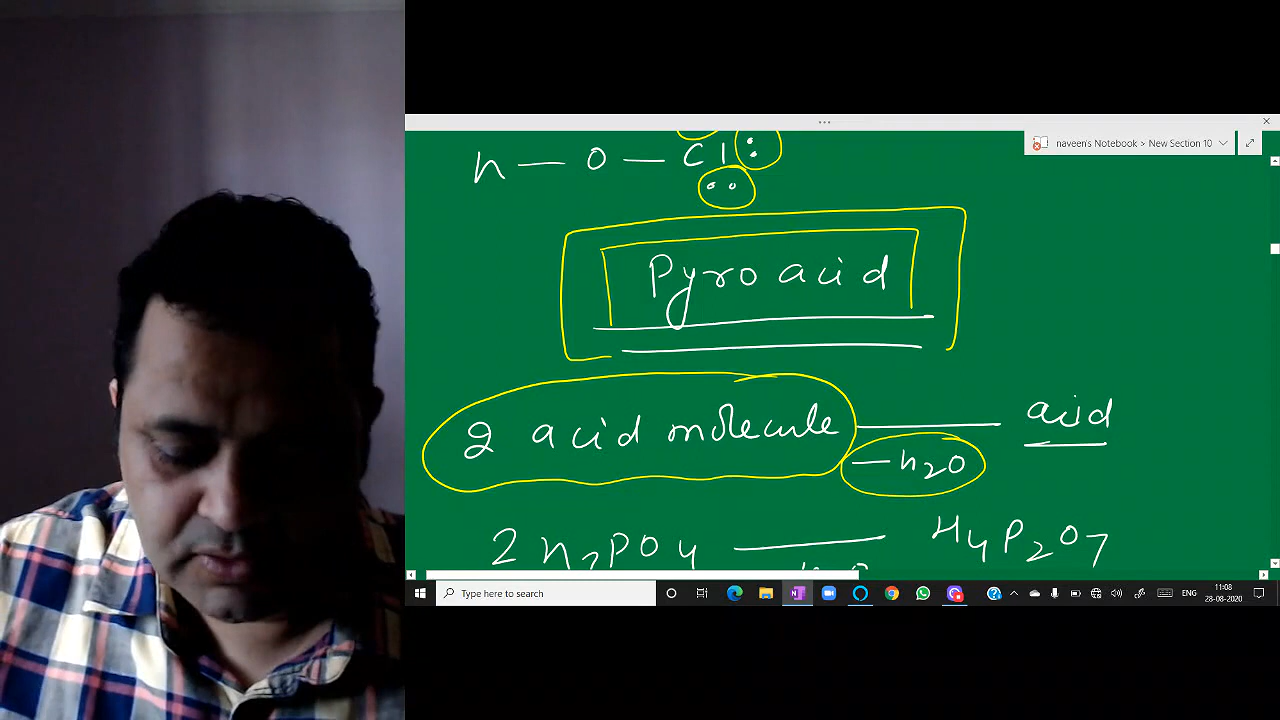 naveen's Notebook > New Section 10
H — O — Cl
Pyro acid
2 acid molecule —— acid
— H2O
2 H3PO4 —— H4P2O7
Type here to search
ENG
11:08
28-08-2020